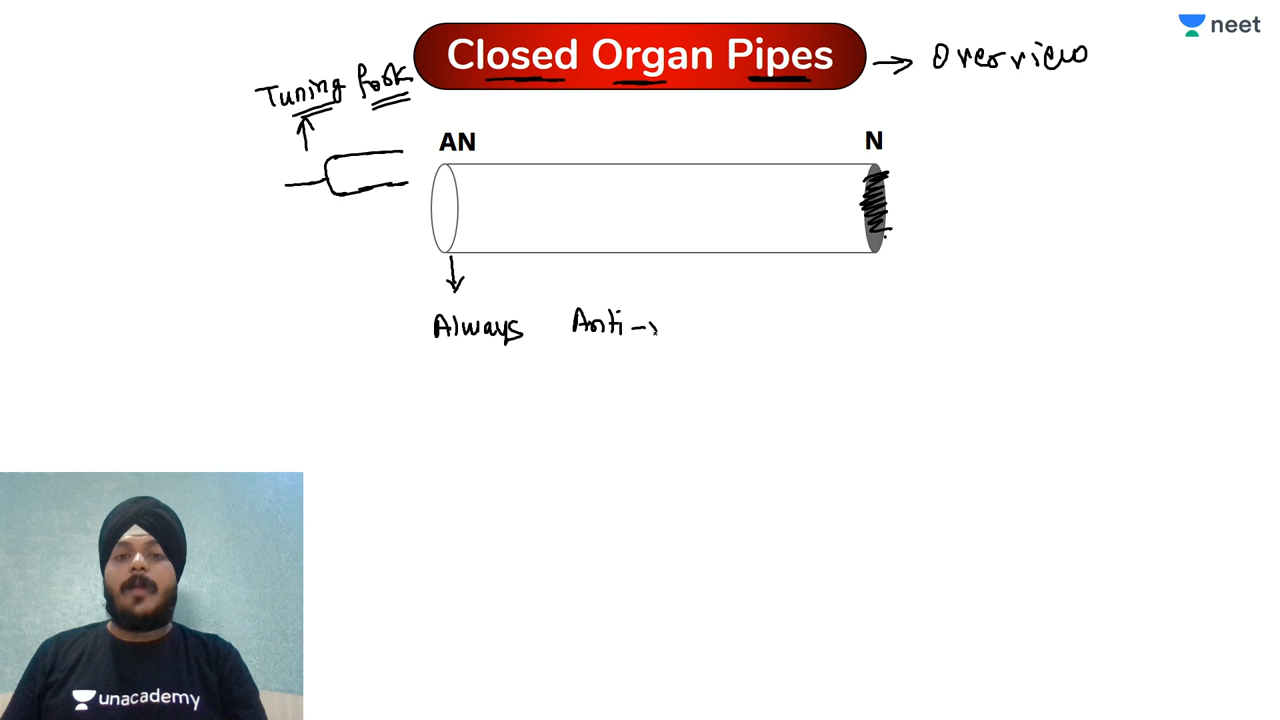 neet
Closed Organ Pipes → Overview
Tuning fork
AN
N
Always Anti-
unacademy